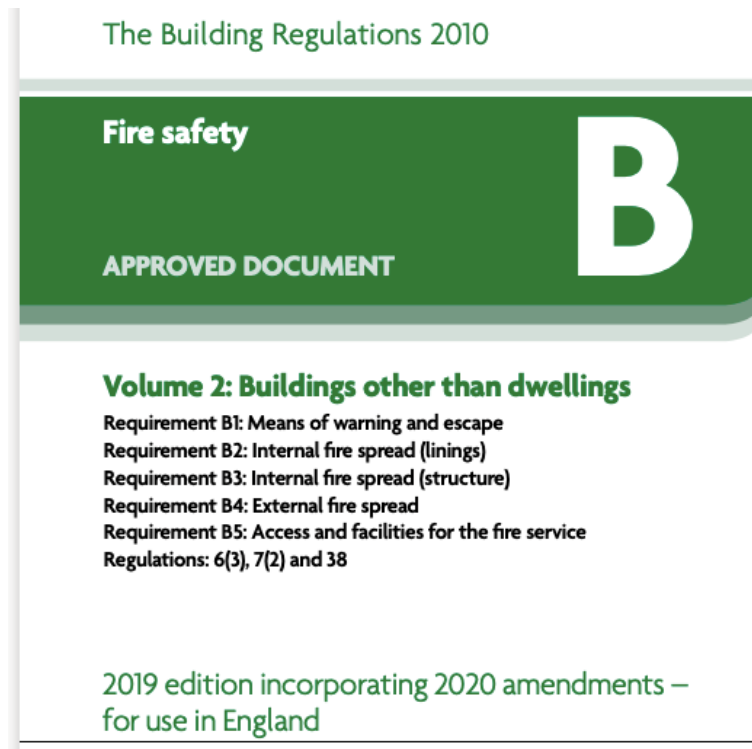 The Building Regulations 2010
Fire safety
B
APPROVED DOCUMENT
Volume 2: Buildings other than dwellings
Requirement B1: Means of warning and escape
Requirement B2: Internal fire spread (linings)
Requirement B3: Internal fire spread (structure)
Requirement B4: External fire spread
Requirement B5: Access and facilities for the fire service
Regulations: 6(3), 7(2) and 38
2019 edition incorporating 2020 amendments –
for use in England